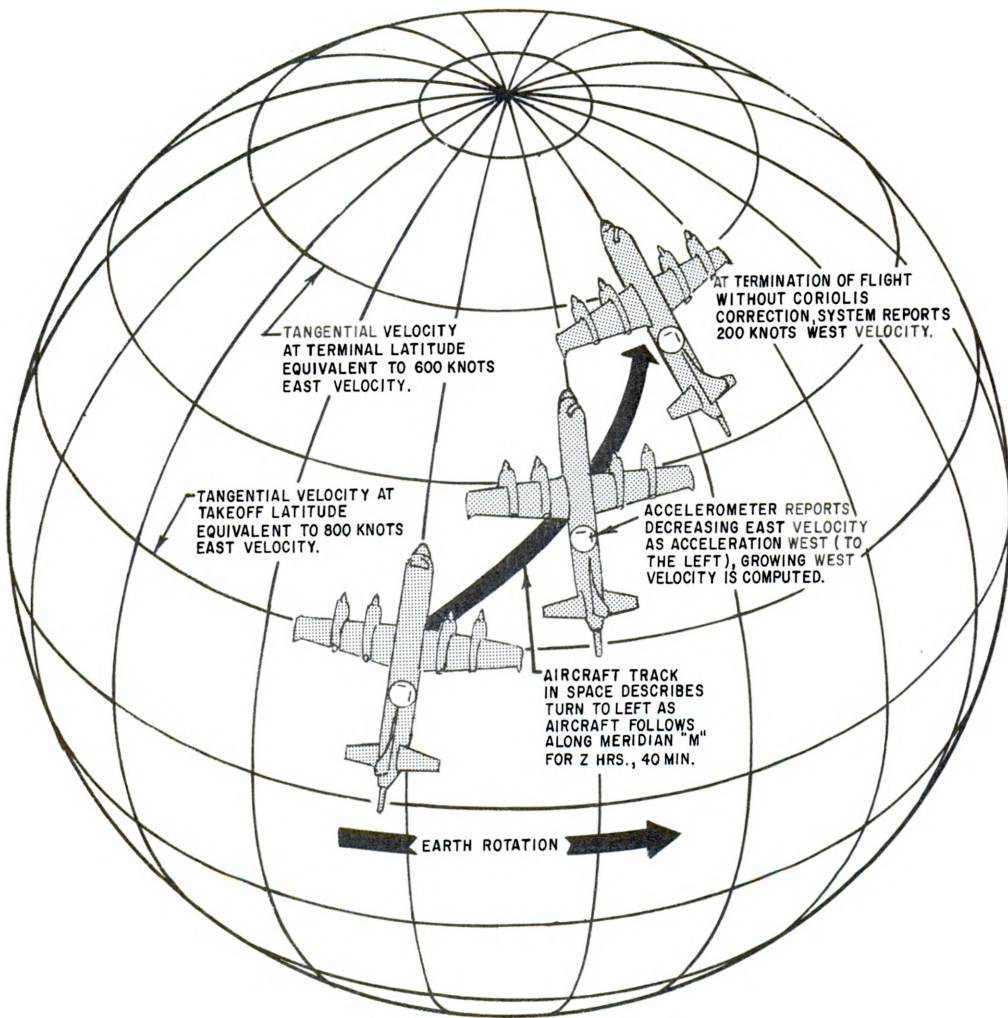 AT TERMINATION OF FLIGHT
WITHOUT CORIOLIS
CORRECTION, SYSTEM REPORTS
200 KNOTS WEST VELOCITY.
TANGENTIAL VELOCITY
AT TERMINAL LATITUDE
EQUIVALENT TO 600 KNOTS
EAST VELOCITY.
TANGENTIAL VELOCITY AT
TAKEOFF LATITUDE
EQUIVALENT TO 800 KNOTS
EAST VELOCITY.
ACCELEROMETER REPORTS
DECREASING EAST VELOCITY
AS ACCELERATION WEST (TO
THE LEFT), GROWING WEST
VELOCITY IS COMPUTED.
AIRCRAFT TRACK
IN SPACE DESCRIBES
TURN TO LEFT AS
AIRCRAFT FOLLOWS
ALONG MERIDIAN "M"
FOR Z HRS., 40 MIN.
EARTH ROTATION